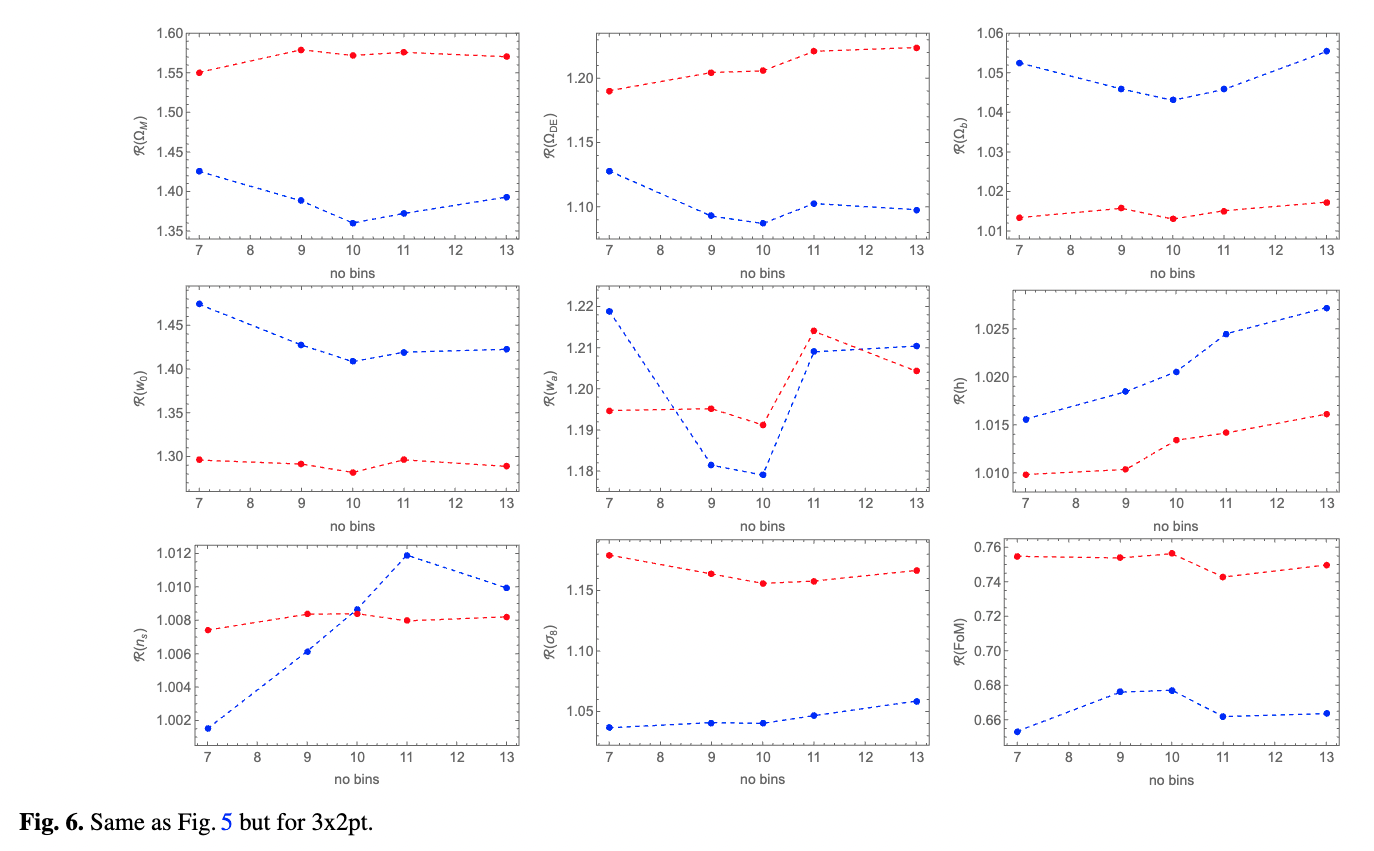 1.60
1.55
1.50
1.45
1.40
1.35
ℛ(Ω_M)
7 8 9 10 11 12 13
no bins
1.20
1.15
1.10
ℛ(Ω_DE)
7 8 9 10 11 12 13
no bins
1.06
1.05
1.04
1.03
1.02
1.01
ℛ(Ω_b)
7 8 9 10 11 12 13
no bins
1.45
1.40
1.35
1.30
ℛ(w_0)
7 8 9 10 11 12 13
no bins
1.22
1.21
1.20
1.19
1.18
ℛ(w_a)
7 8 9 10 11 12 13
no bins
1.025
1.020
1.015
1.010
ℛ(h)
7 8 9 10 11 12 13
no bins
1.012
1.010
1.008
1.006
1.004
1.002
ℛ(n_s)
7 8 9 10 11 12 13
no bins
1.15
1.10
1.05
ℛ(σ_8)
7 8 9 10 11 12 13
no bins
0.76
0.74
0.72
0.70
0.68
0.66
ℛ(FoM)
7 8 9 10 11 12 13
no bins
Fig. 6. Same as Fig. 5 but for 3x2pt.